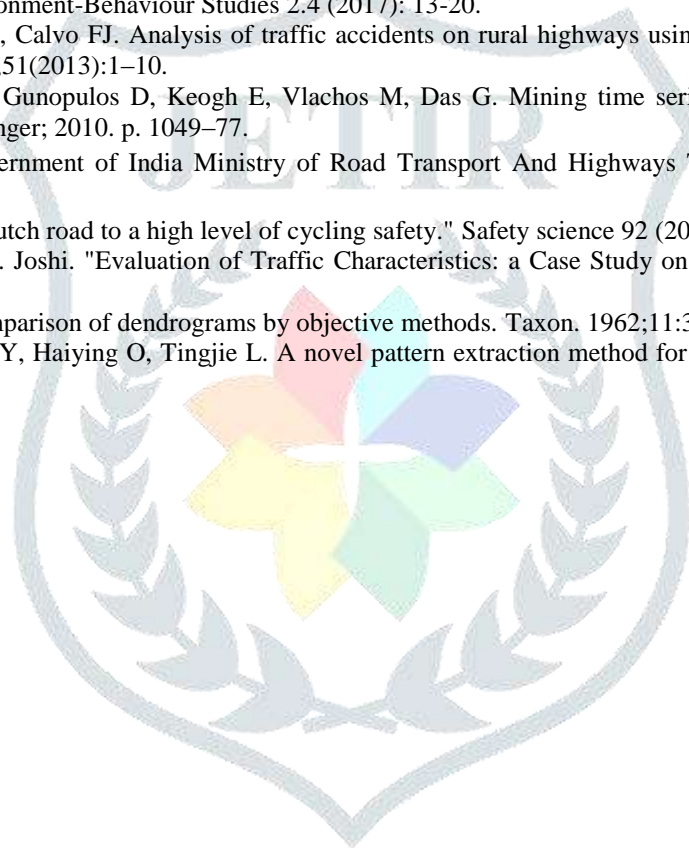 onment-Behaviour Studies 2.4 (2017): 13-20.
, Calvo FJ. Analysis of traffic accidents on rural highways usin
51(2013):1–10.
Gunopulos D, Keogh E, Vlachos M, Das G. Mining time seri
nger; 2010. p. 1049–77.
ernment of India Ministry of Road Transport And Highways
utch road to a high level of cycling safety." Safety science 92 (20
. Joshi. "Evaluation of Traffic Characteristics: a Case Study on
nparison of dendrograms by objective methods. Taxon. 1962;11:3
Y, Haiying O, Tingjie L. A novel pattern extraction method for
JETIR